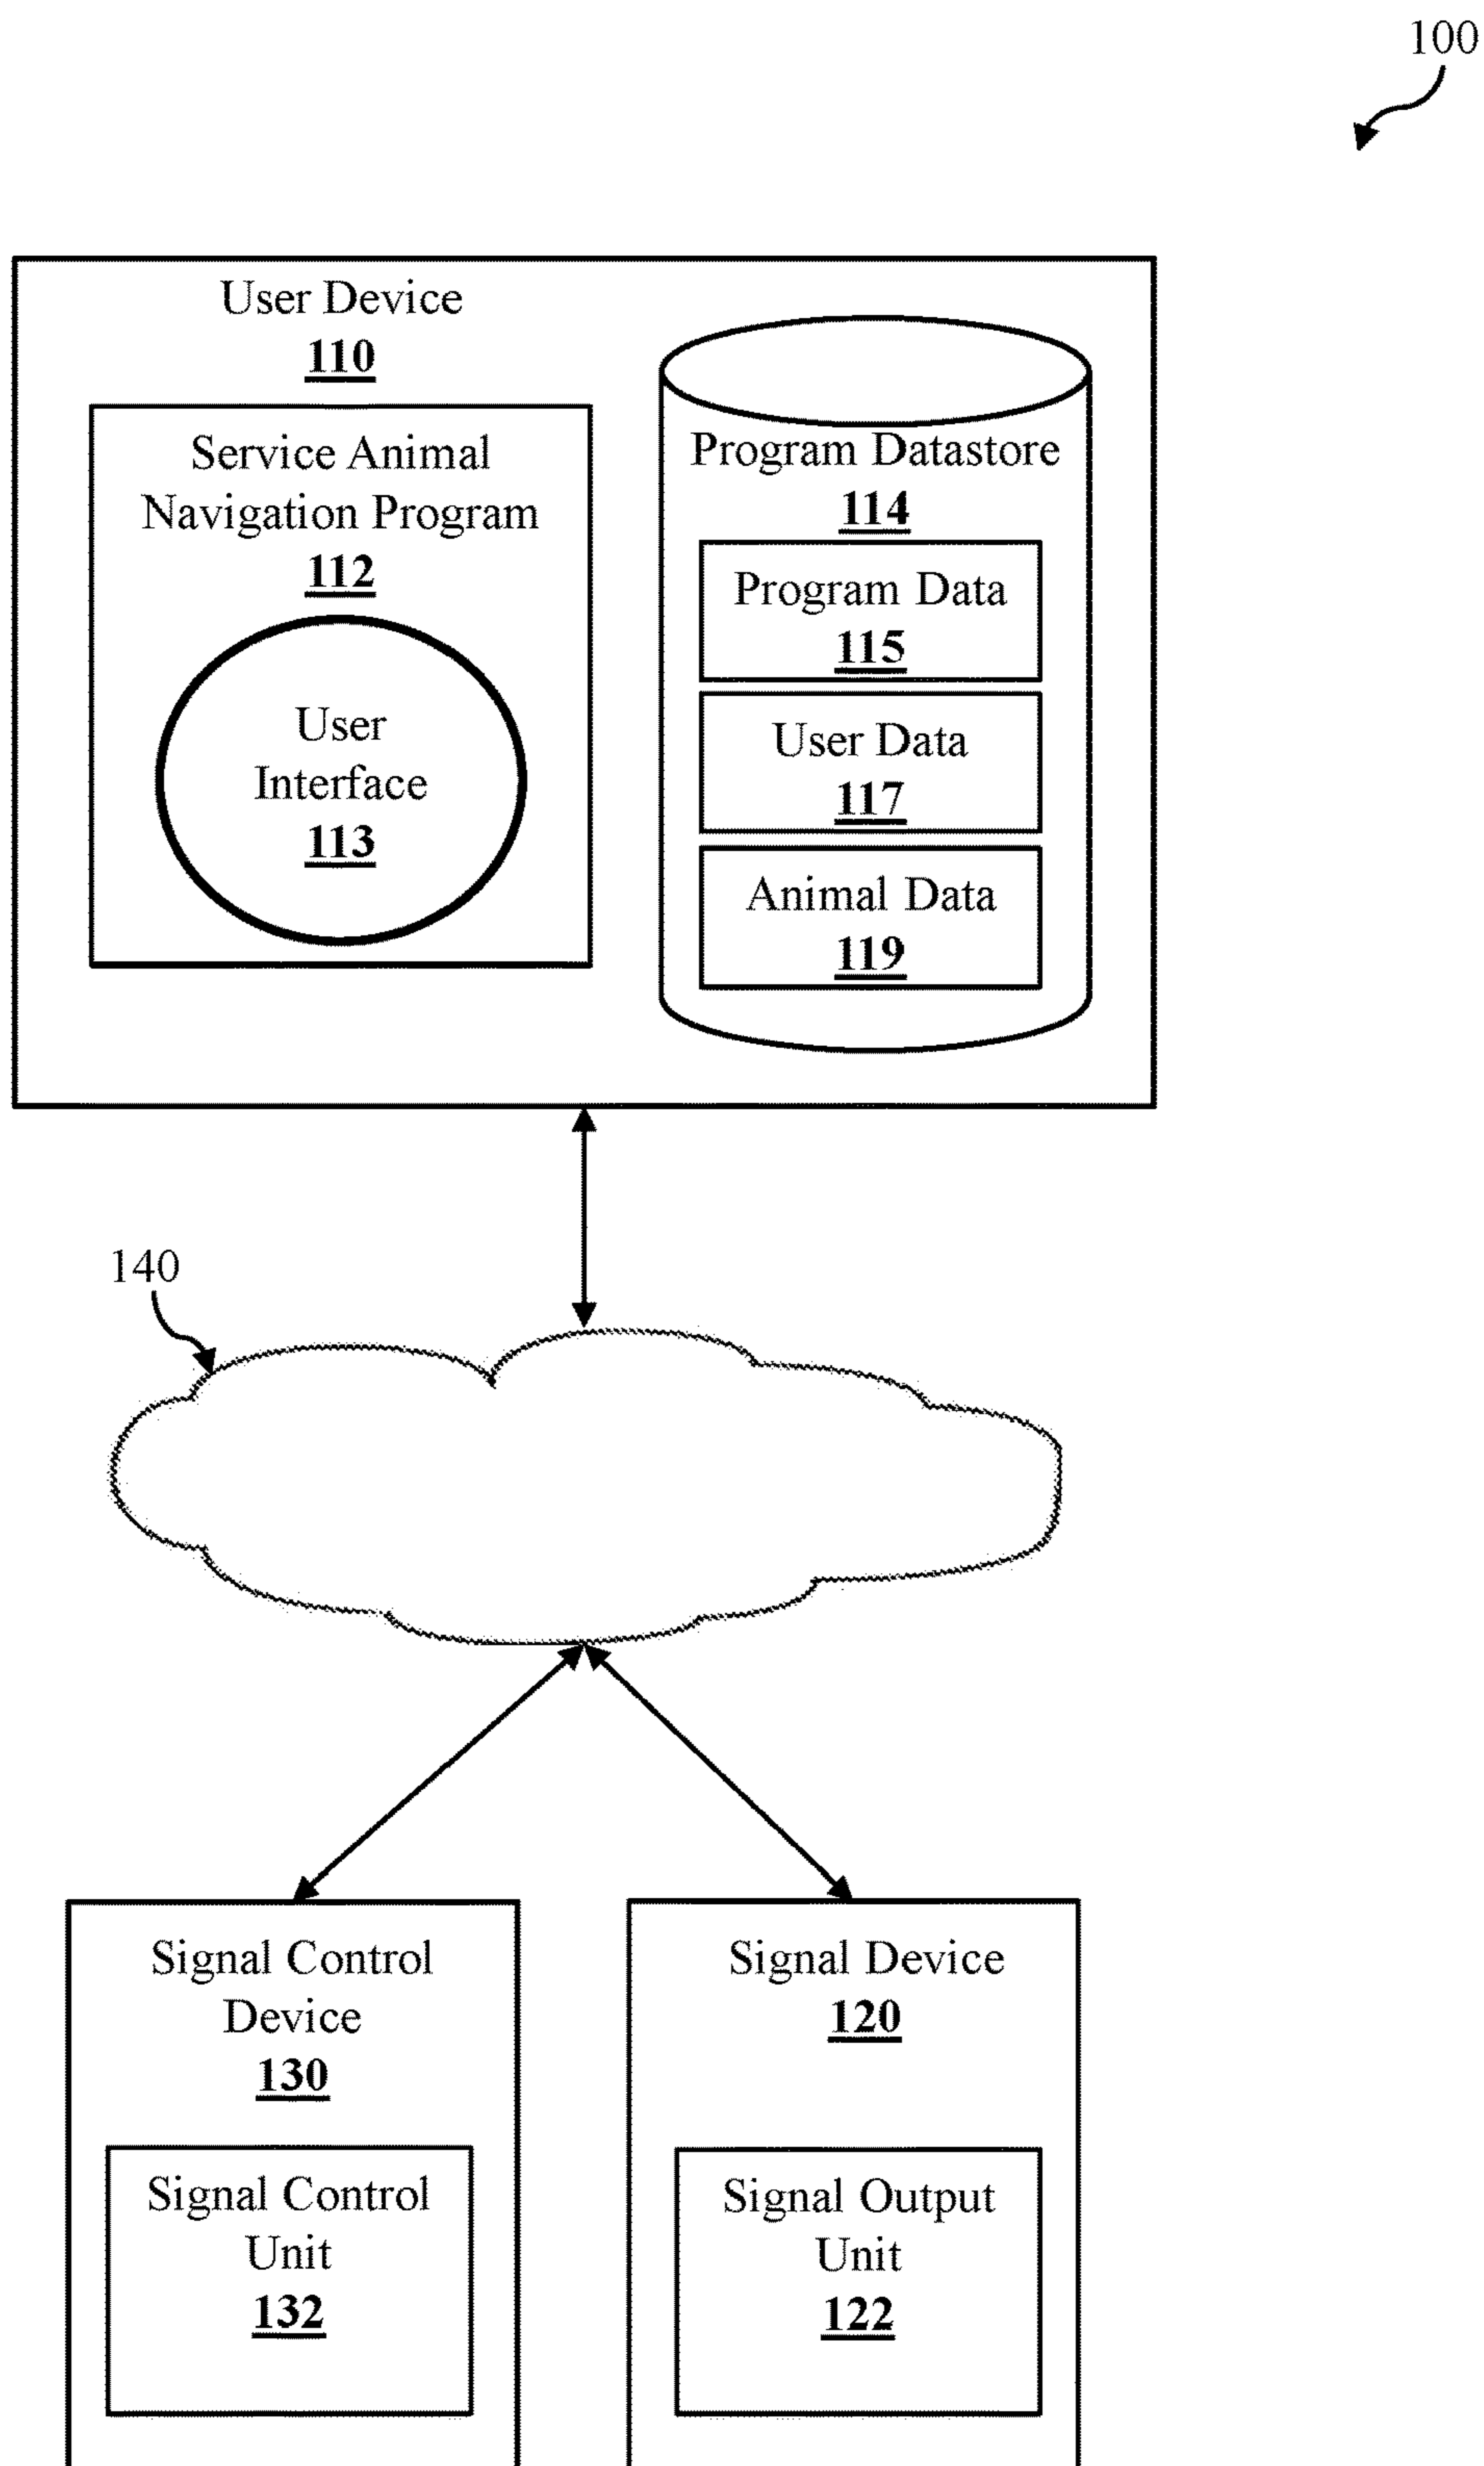 100
User Device
110
Service Animal
Navigation Program
112
User
Interface
113
Program Datastore
114
Program Data
115
User Data
117
Animal Data
119
140
Signal Control
Device
130
Signal Control
Unit
132
Signal Device
120
Signal Output
Unit
122